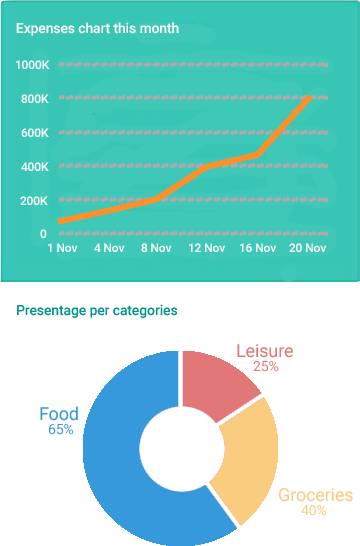 Expenses chart this month
1000K
800K
600K
400K
200K
0
1 Nov 4 Nov 8 Nov 12 Nov 16 Nov 20 Nov
Presentage per categories
Leisure
25%
Food
65%
Groceries
40%